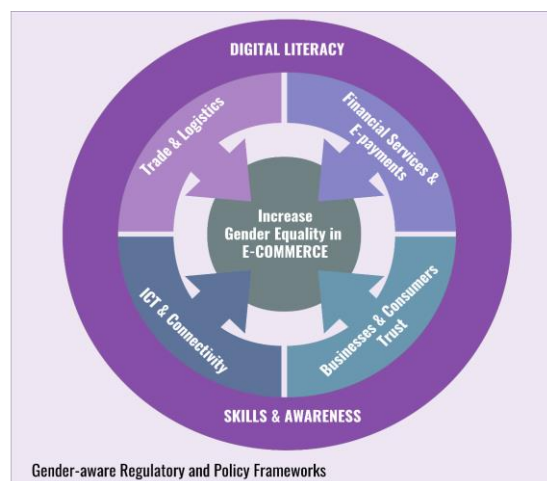 DIGITAL LITERACY
Trade & Logistics
Financial Services &
E-payments
Increase
Gender Equality in
E-COMMERCE
ICT & Connectivity
Businesses & Consumers
Trust
SKILLS & AWARENESS
Gender-aware Regulatory and Policy Frameworks